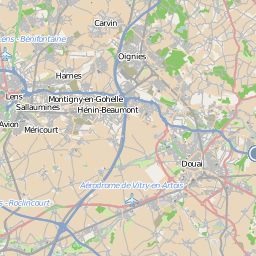 Carvin
Lens - Bénifontaine
Oignies
Harnes
Lens
Montigny-en-Gohelle
Sallaumines
Hénin-Beaumont
Avion
Méricourt
Douai
Aérodrome de Vitry-en-Artois
s - Roclincourt